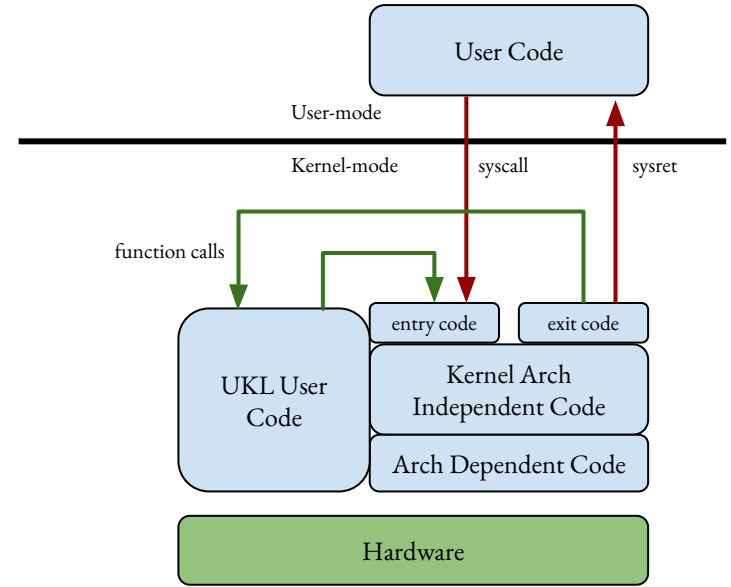 User Code
User-mode
Kernel-mode
syscall
sysret
function calls
entry code
exit code
UKL User
Code
Kernel Arch
Independent Code
Arch Dependent Code
Hardware